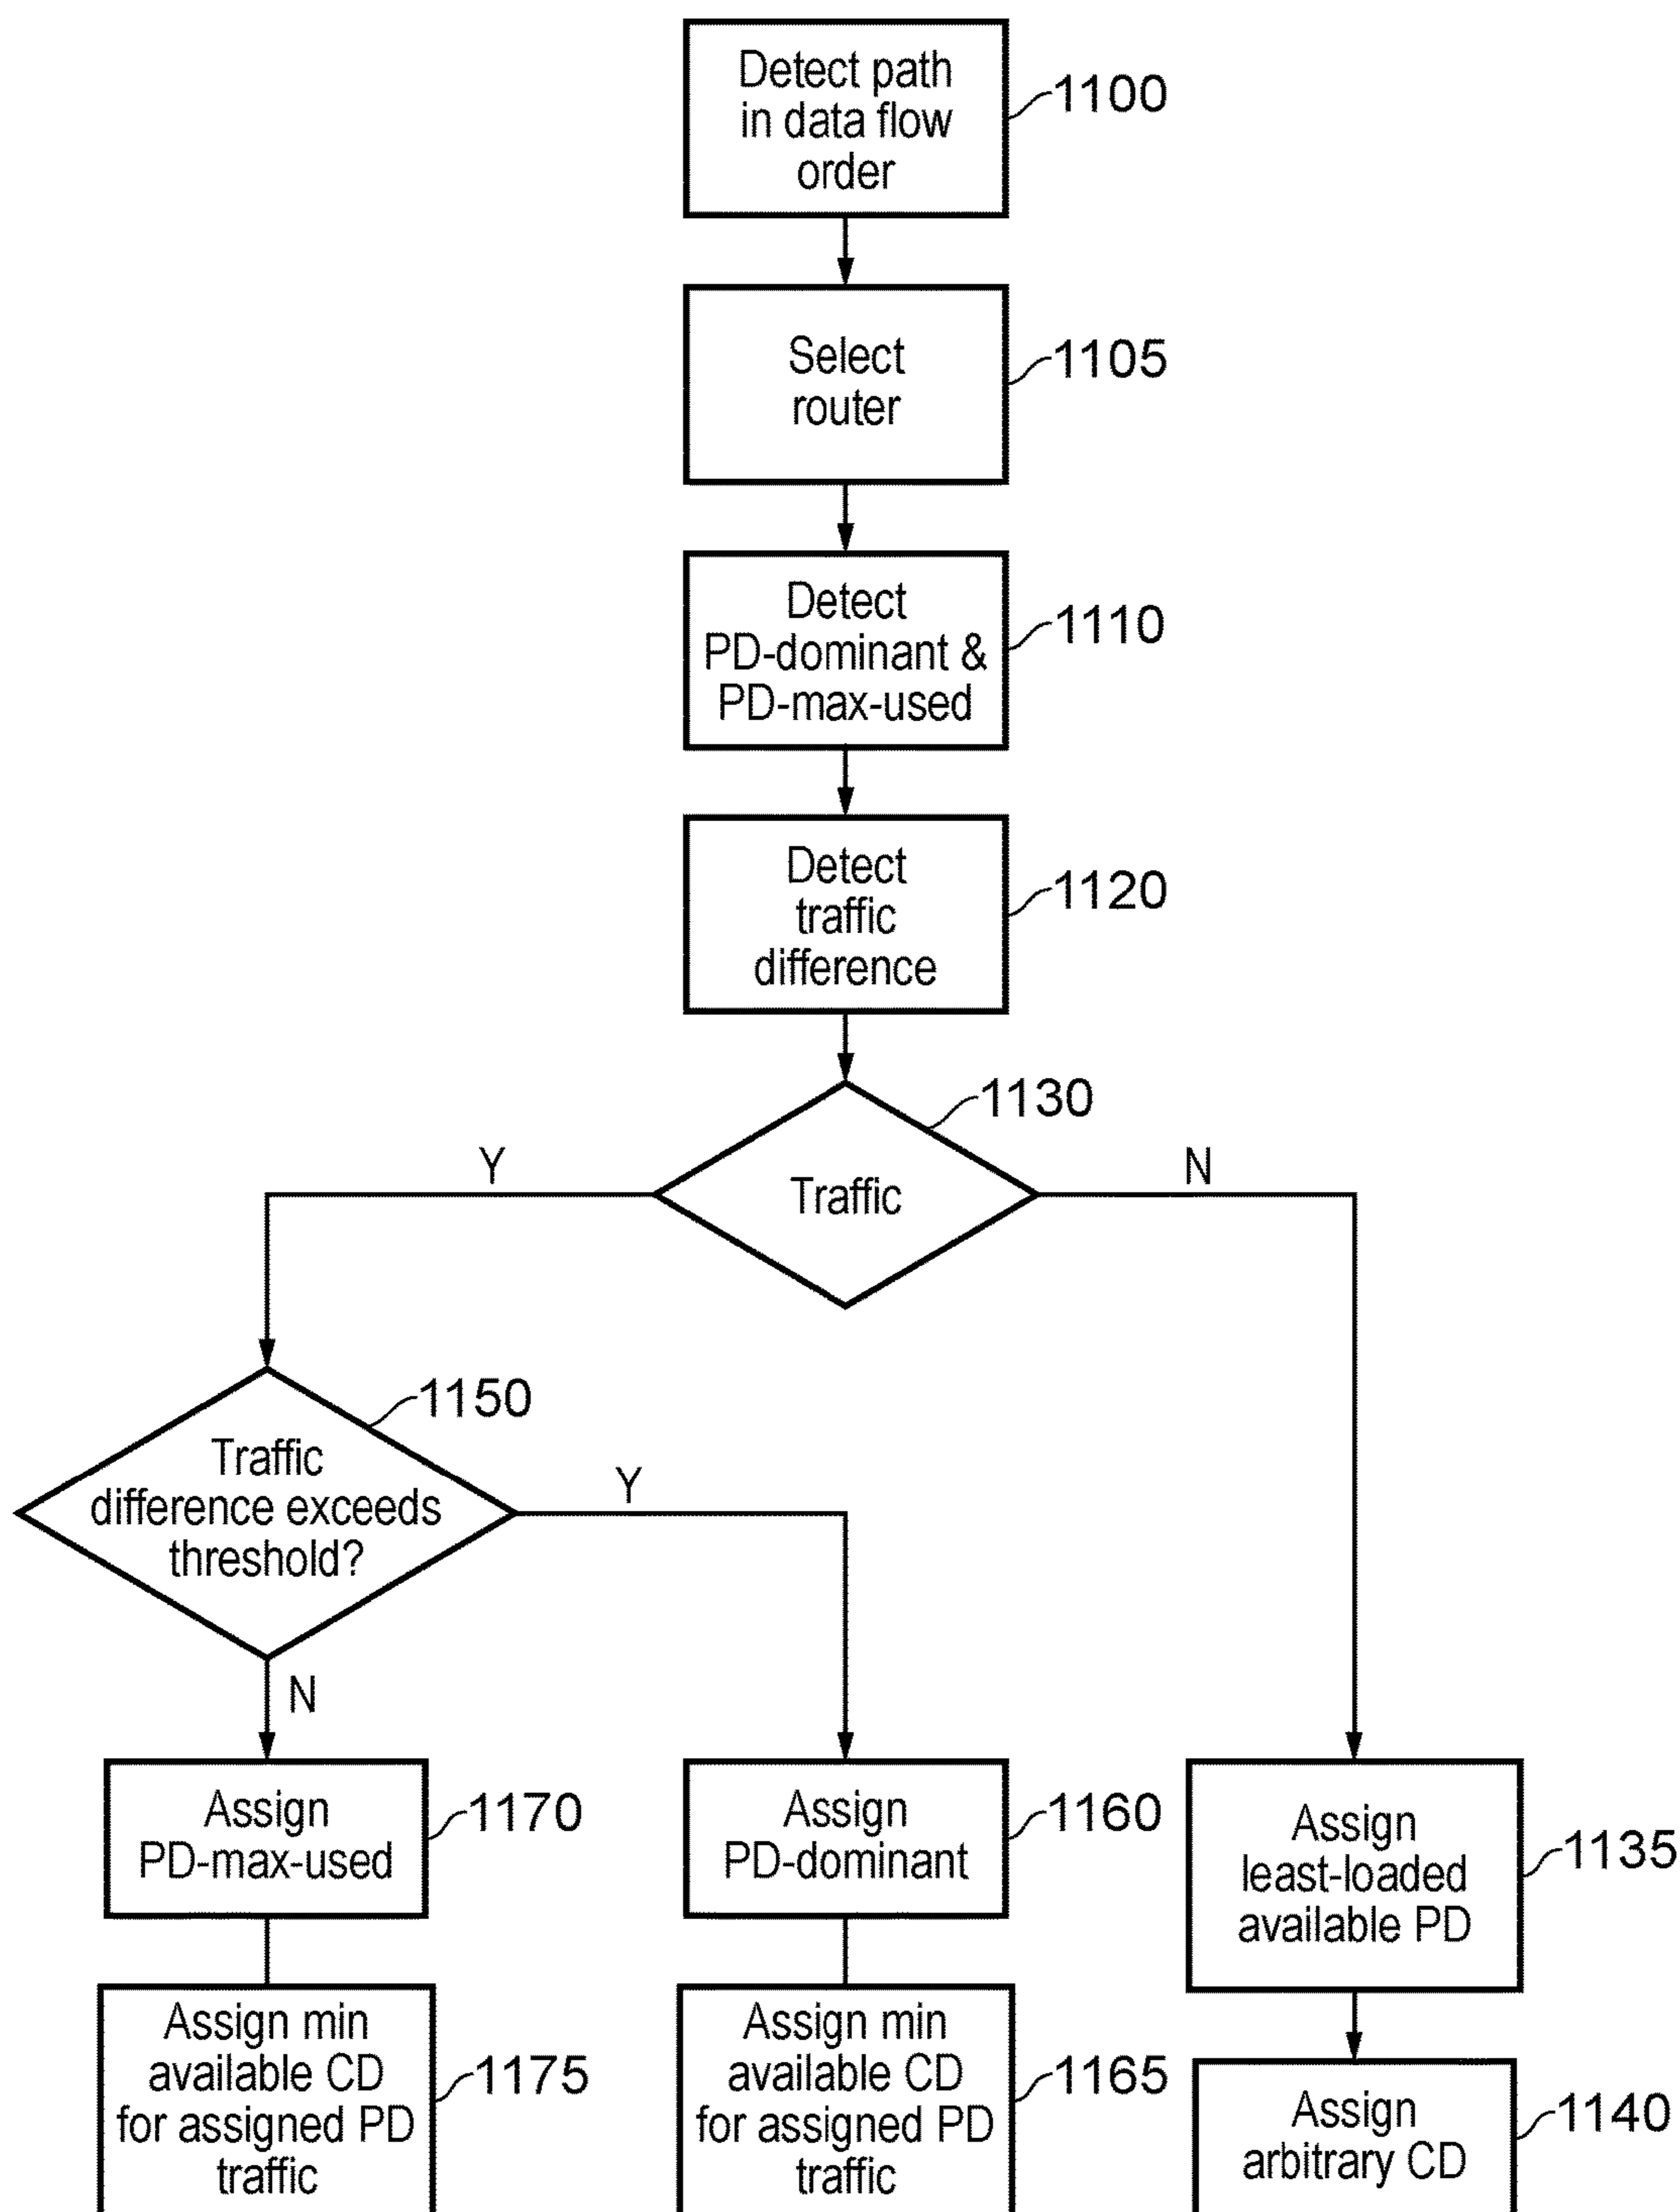 Detect path
in data flow
order
1100
Select
router
1105
Detect
PD-dominant &
PD-max-used
1110
Detect
traffic
difference
1120
1130
Y
Traffic
N
1150
Traffic
difference exceeds
threshold?
Y
N
Assign
PD-max-used
1170
Assign
PD-dominant
1160
Assign
least-loaded
available PD
1135
Assign min
available CD
for assigned PD
traffic
1175
Assign min
available CD
for assigned PD
traffic
1165
Assign
arbitrary CD
1140